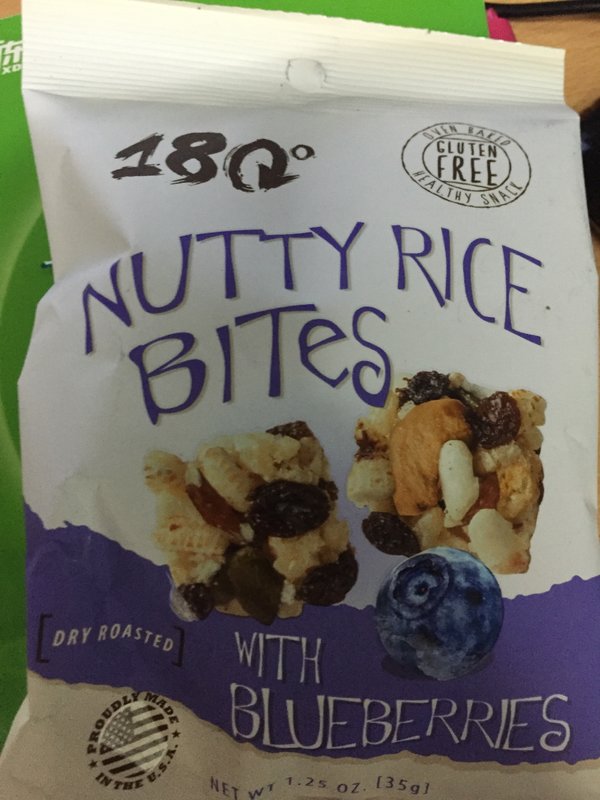 180°
OVEN BAKED
GLUTEN
FREE
HEALTHY SNACK
NUTTY RICE
BITES
[DRY ROASTED]
WITH
BLUEBERRIES
PROUDLY MADE
IN THE U.S.A.
NET WT 1.25 OZ. [35g]
XD